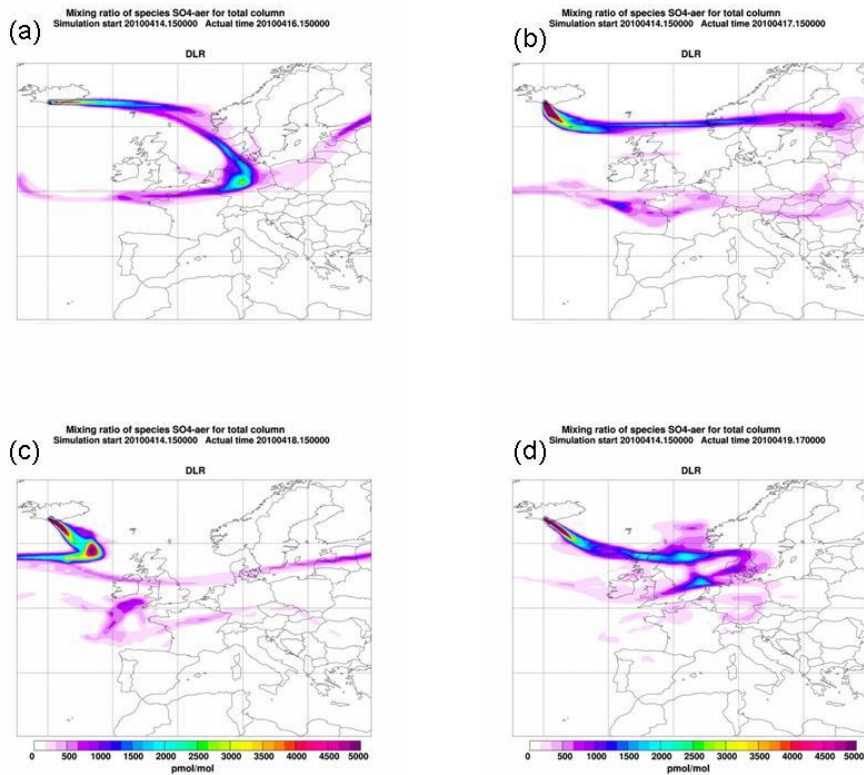 Mixing ratio of species SO4-aer for total column
Simulation start 20100414.150000 Actual time 20100416.150000
(a)
DLR
Mixing ratio of species SO4-aer for total column
Simulation start 20100414.150000 Actual time 20100417.150000
(b)
DLR
Mixing ratio of species SO4-aer for total column
Simulation start 20100414.150000 Actual time 20100418.150000
(c)
DLR
Mixing ratio of species SO4-aer for total column
Simulation start 20100414.150000 Actual time 20100419.170000
(d)
DLR
0 500 1000 1500 2000 2500 3000 3500 4000 4500 5000
pmol/mol
0 500 1000 1500 2000 2500 3000 3500 4000 4500 5000
pmol/mol